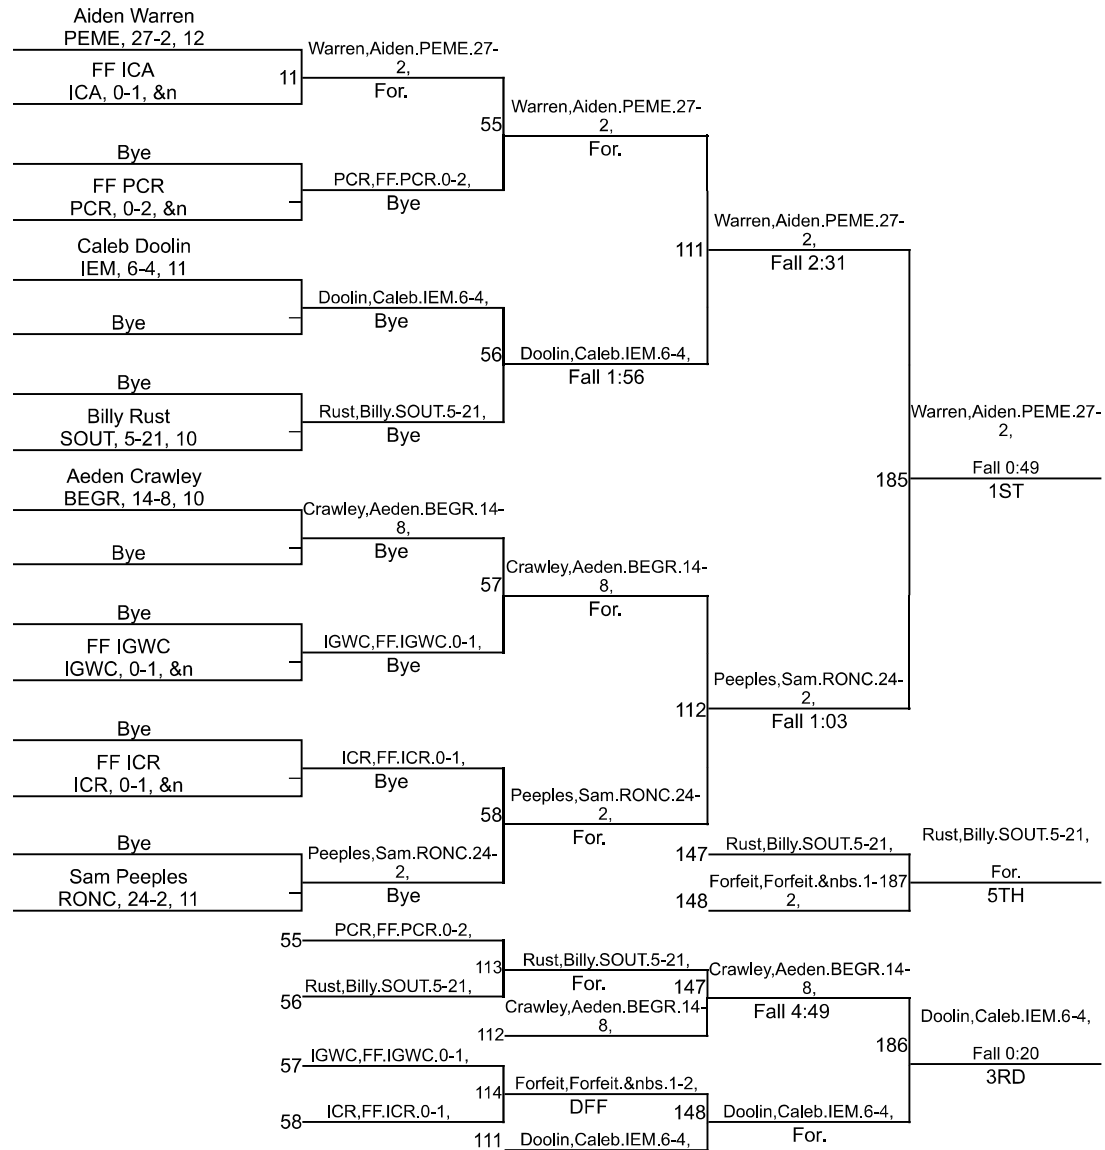 Aiden Warren
PEME, 27-2, 12
FF ICA
ICA, 0-1, &n
Bye
FF PCR
PCR, 0-2, &n
Caleb Doolin
IEM, 6-4, 11
Bye
Bye
Billy Rust
SOUT, 5-21, 10
Aeden Crawley
BEGR, 14-8, 10
Bye
Bye
FF IGWC
IGWC, 0-1, &n
Bye
FF ICR
ICR, 0-1, &n
Bye
Sam Peeples
RONC, 24-2, 11
11
Warren,Aiden.PEME.27-
2,
For.
PCR,FF.PCR.0-2,
Bye
Doolin,Caleb.IEM.6-4,
Bye
Rust,Billy.SOUT.5-21,
Bye
Crawley,Aeden.BEGR.14-
8,
Bye
IGWC,FF.IGWC.0-1,
Bye
ICR,FF.ICR.0-1,
Bye
Peeples,Sam.RONC.24-
2,
Bye
55
Warren,Aiden.PEME.27-
2,
For.
56
Doolin,Caleb.IEM.6-4,
Fall 1:56
57
Crawley,Aeden.BEGR.14-
8,
For.
58
Peeples,Sam.RONC.24-
2,
For.
111
Warren,Aiden.PEME.27-
2,
Fall 2:31
112
Peeples,Sam.RONC.24-
2,
Fall 1:03
185
Warren,Aiden.PEME.27-
2,
Fall 0:49
1ST
147
Rust,Billy.SOUT.5-21,
148
Forfeit,Forfeit.&nbs.1-187
2,
Rust,Billy.SOUT.5-21,
For.
5TH
55
PCR,FF.PCR.0-2,
56
Rust,Billy.SOUT.5-21,
113
Rust,Billy.SOUT.5-21,
For.
112
Crawley,Aeden.BEGR.14-
8,
147
Crawley,Aeden.BEGR.14-
8,
Fall 4:49
57
IGWC,FF.IGWC.0-1,
58
ICR,FF.ICR.0-1,
114
Forfeit,Forfeit.&nbs.1-2,
DFF
111
Doolin,Caleb.IEM.6-4,
148
Doolin,Caleb.IEM.6-4,
For.
186
Doolin,Caleb.IEM.6-4,
Fall 0:20
3RD